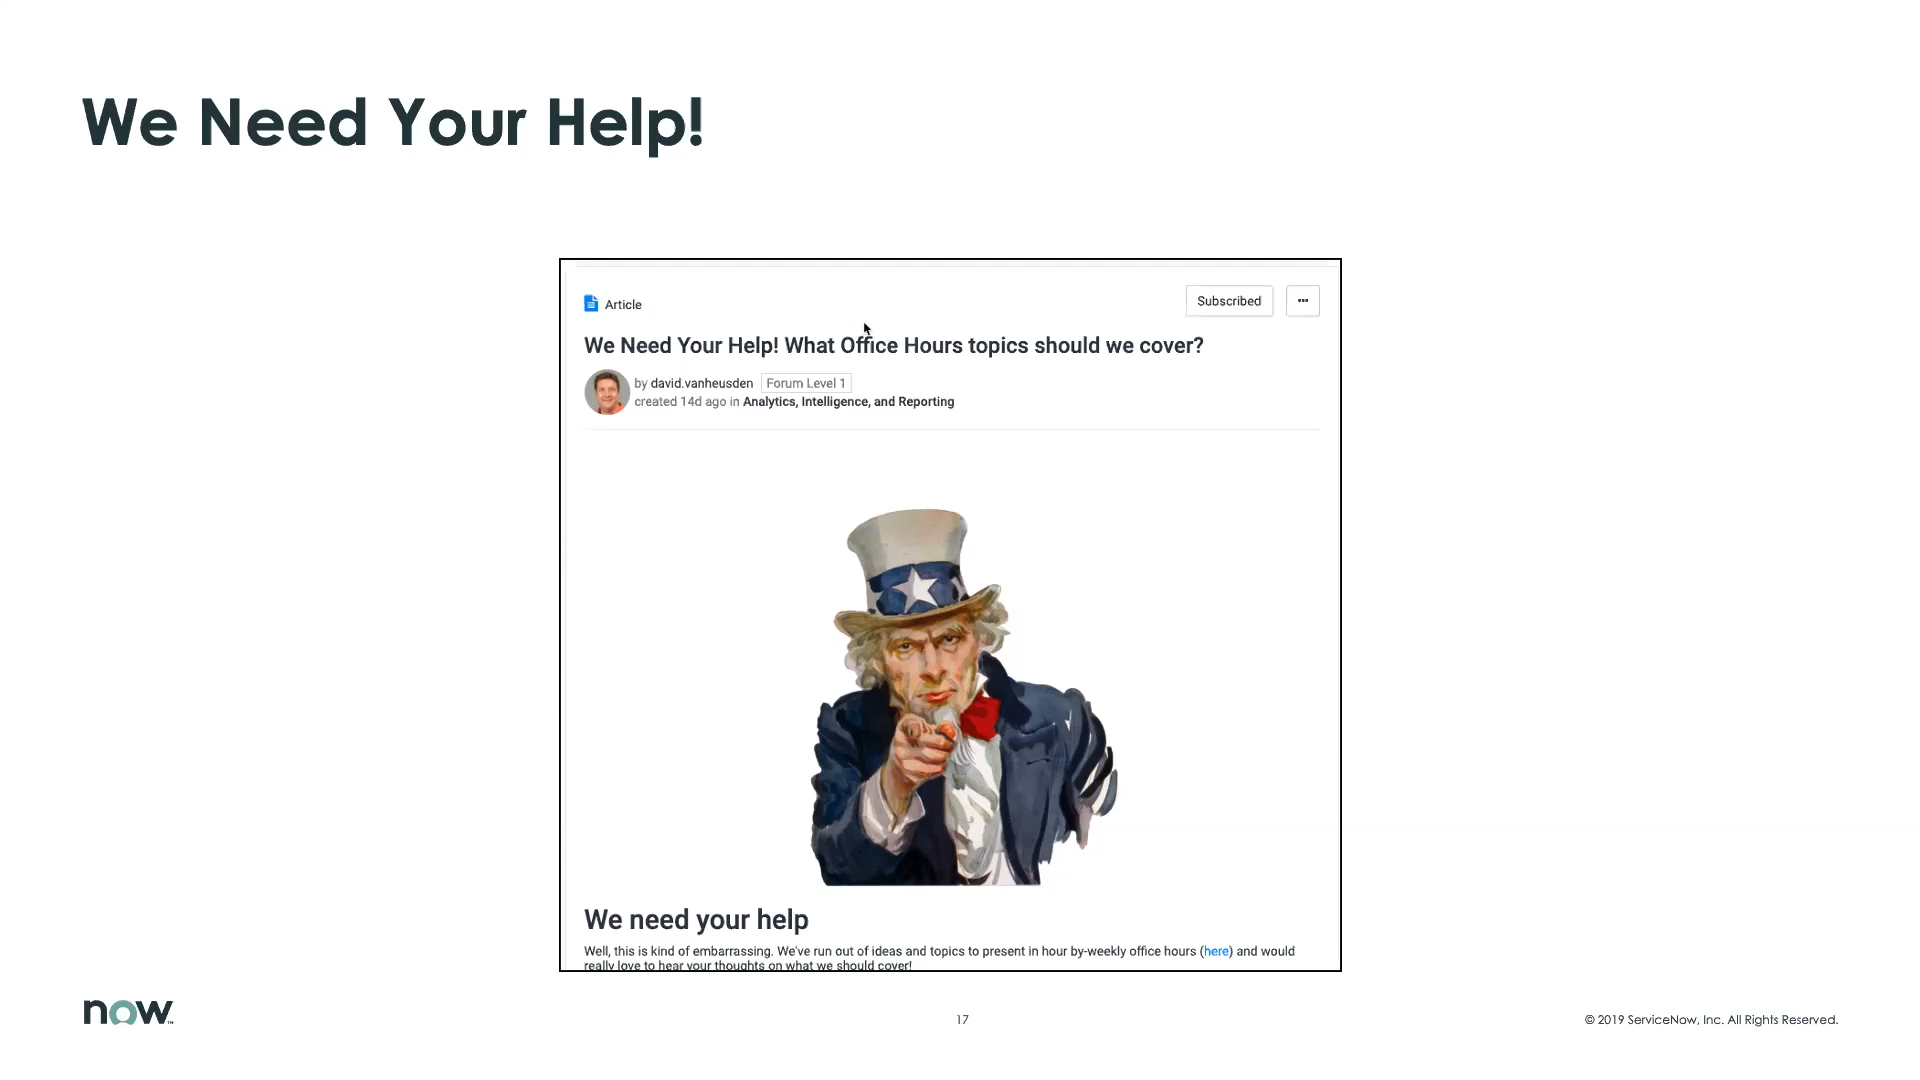 We Need Your Help!
Article
Subscribed
We Need Your Help! What Office Hours topics should we cover?
by david.vanheusden Forum Level 1
created 14d ago in Analytics, Intelligence, and Reporting
We need your help
Well, this is kind of embarrassing. We've run out of ideas and topics to present in hour by-weekly office hours (here) and would
really love to hear your thoughts on what we should cover!
now™
17
© 2019 ServiceNow, Inc. All Rights Reserved.